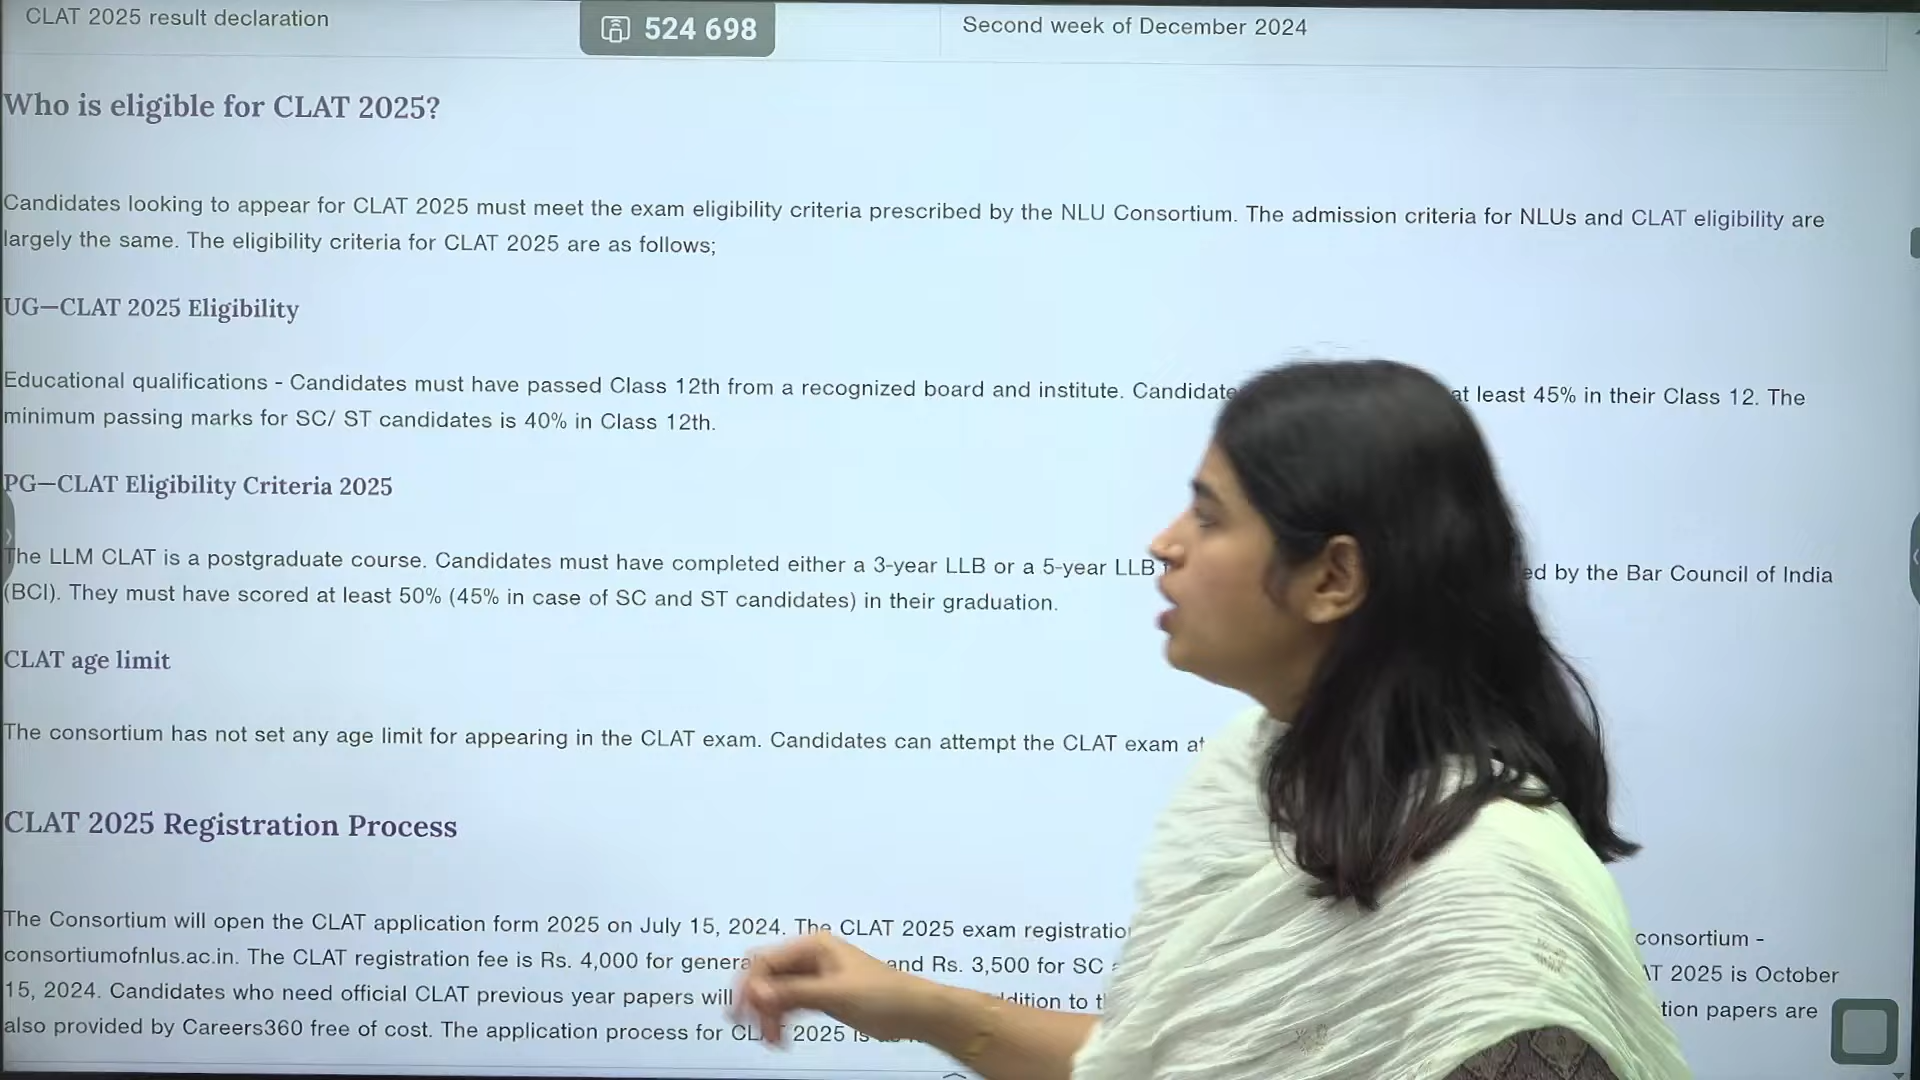 CLAT 2025 result declaration
524 698
Second week of December 2024
Who is eligible for CLAT 2025?
Candidates looking to appear for CLAT 2025 must meet the exam eligibility criteria prescribed by the NLU Consortium. The admission criteria for NLUs and CLAT eligibility are
largely the same. The eligibility criteria for CLAT 2025 are as follows;
UG—CLAT 2025 Eligibility
Educational qualifications - Candidates must have passed Class 12th from a recognized board and institute. at least 45% in their Class 12. The
minimum passing marks for SC/ ST candidates is 40% in Class 12th.
PG—CLAT Eligibility Criteria 2025
The LLM CLAT is a postgraduate course. Candidates must have completed either a 3-year LLB or a 5-year LLB by the Bar Council of India
(BCI). They must have scored at least 50% (45% in case of SC and ST candidates) in their graduation.
CLAT age limit
The consortium has not set any age limit for appearing in the CLAT exam. Candidates can attempt the CLAT exam at
CLAT 2025 Registration Process
The Consortium will open the CLAT application form 2025 on July 15, 2024. The CLAT 2025 exam consortium -
consortiumofnlus.ac.in. The CLAT registration fee is Rs. 4,000 for and Rs. 3,500 for SC 2025 is October
15, 2024. Candidates who need official CLAT previous year papers will to papers are
also provided by Careers360 free of cost. The application process for CLAT 2025 is